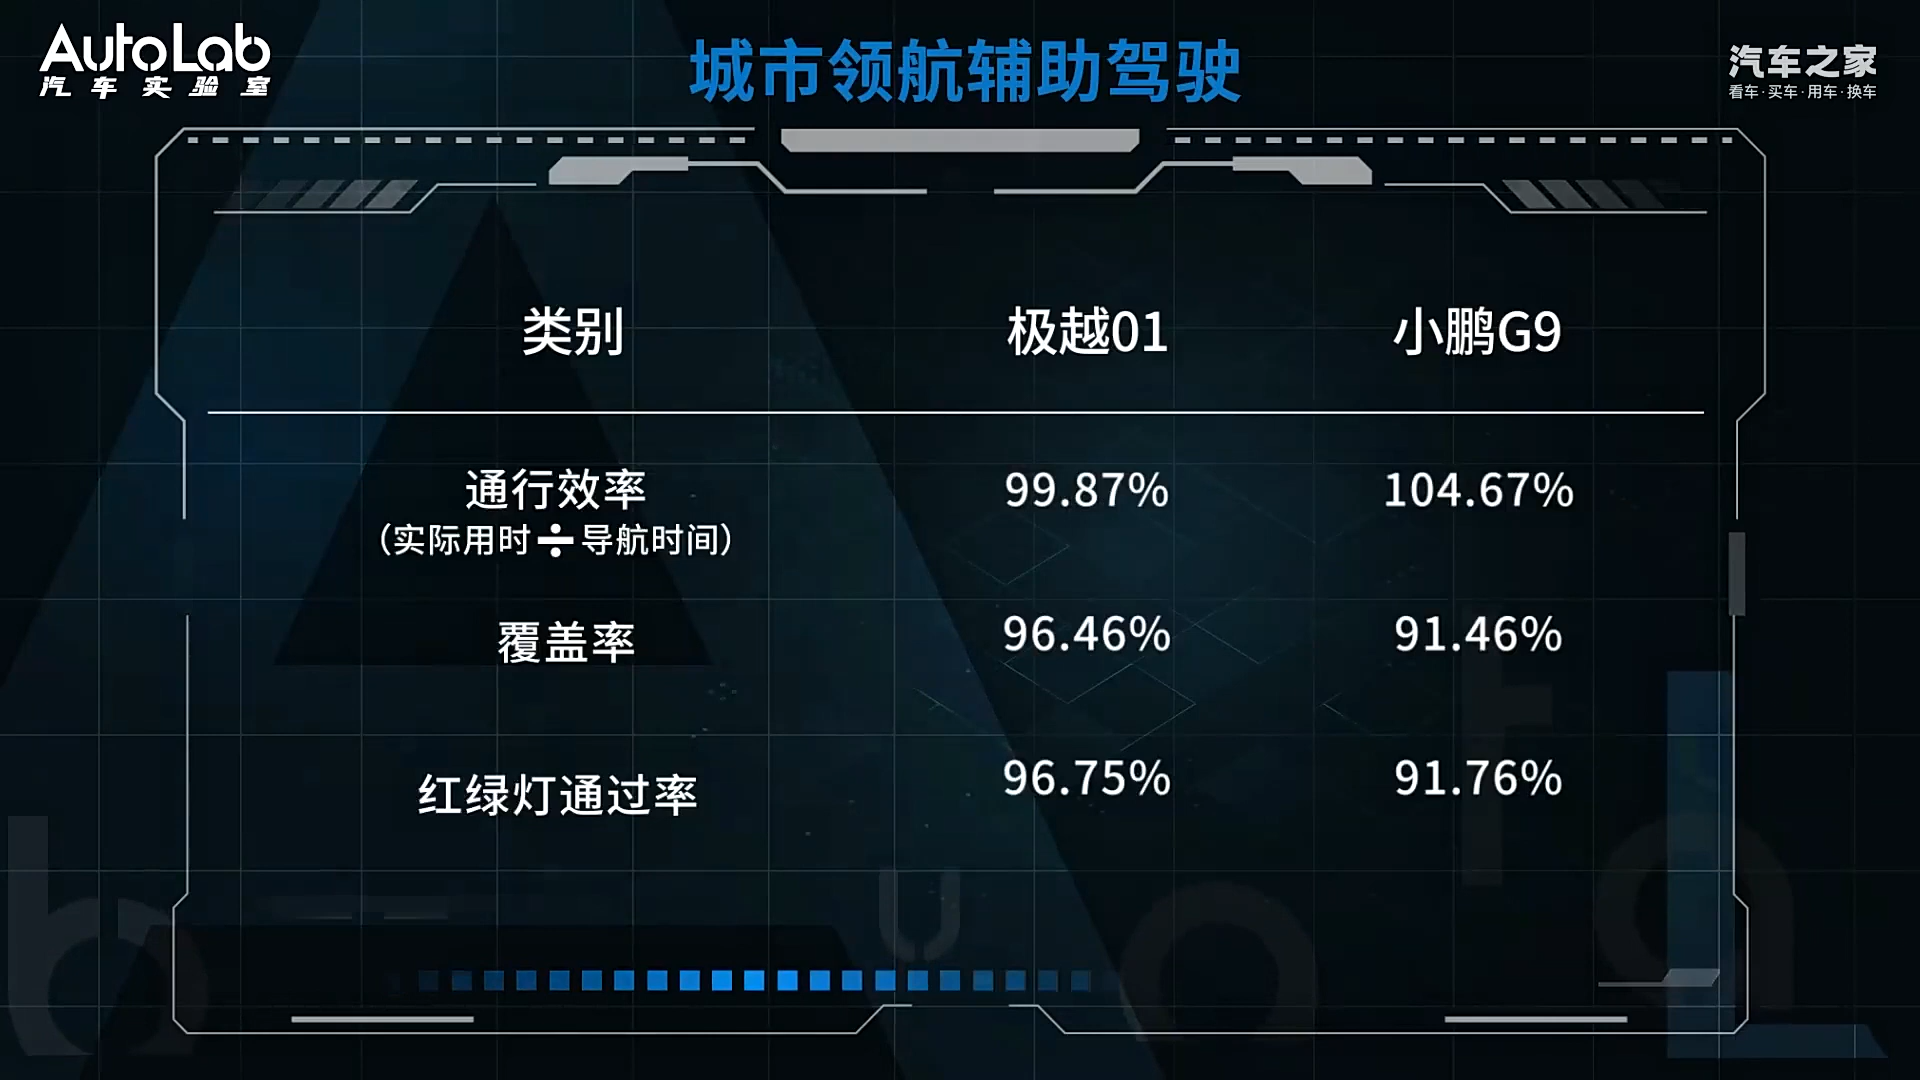 AutoLab
汽车实验室
城市领航辅助驾驶
汽车之家
看车·买车·用车·换车
类别 极越01 小鹏G9
通行效率 99.87% 104.67%
（实际用时÷导航时间）
覆盖率 96.46% 91.46%
红绿灯通过率 96.75% 91.76%